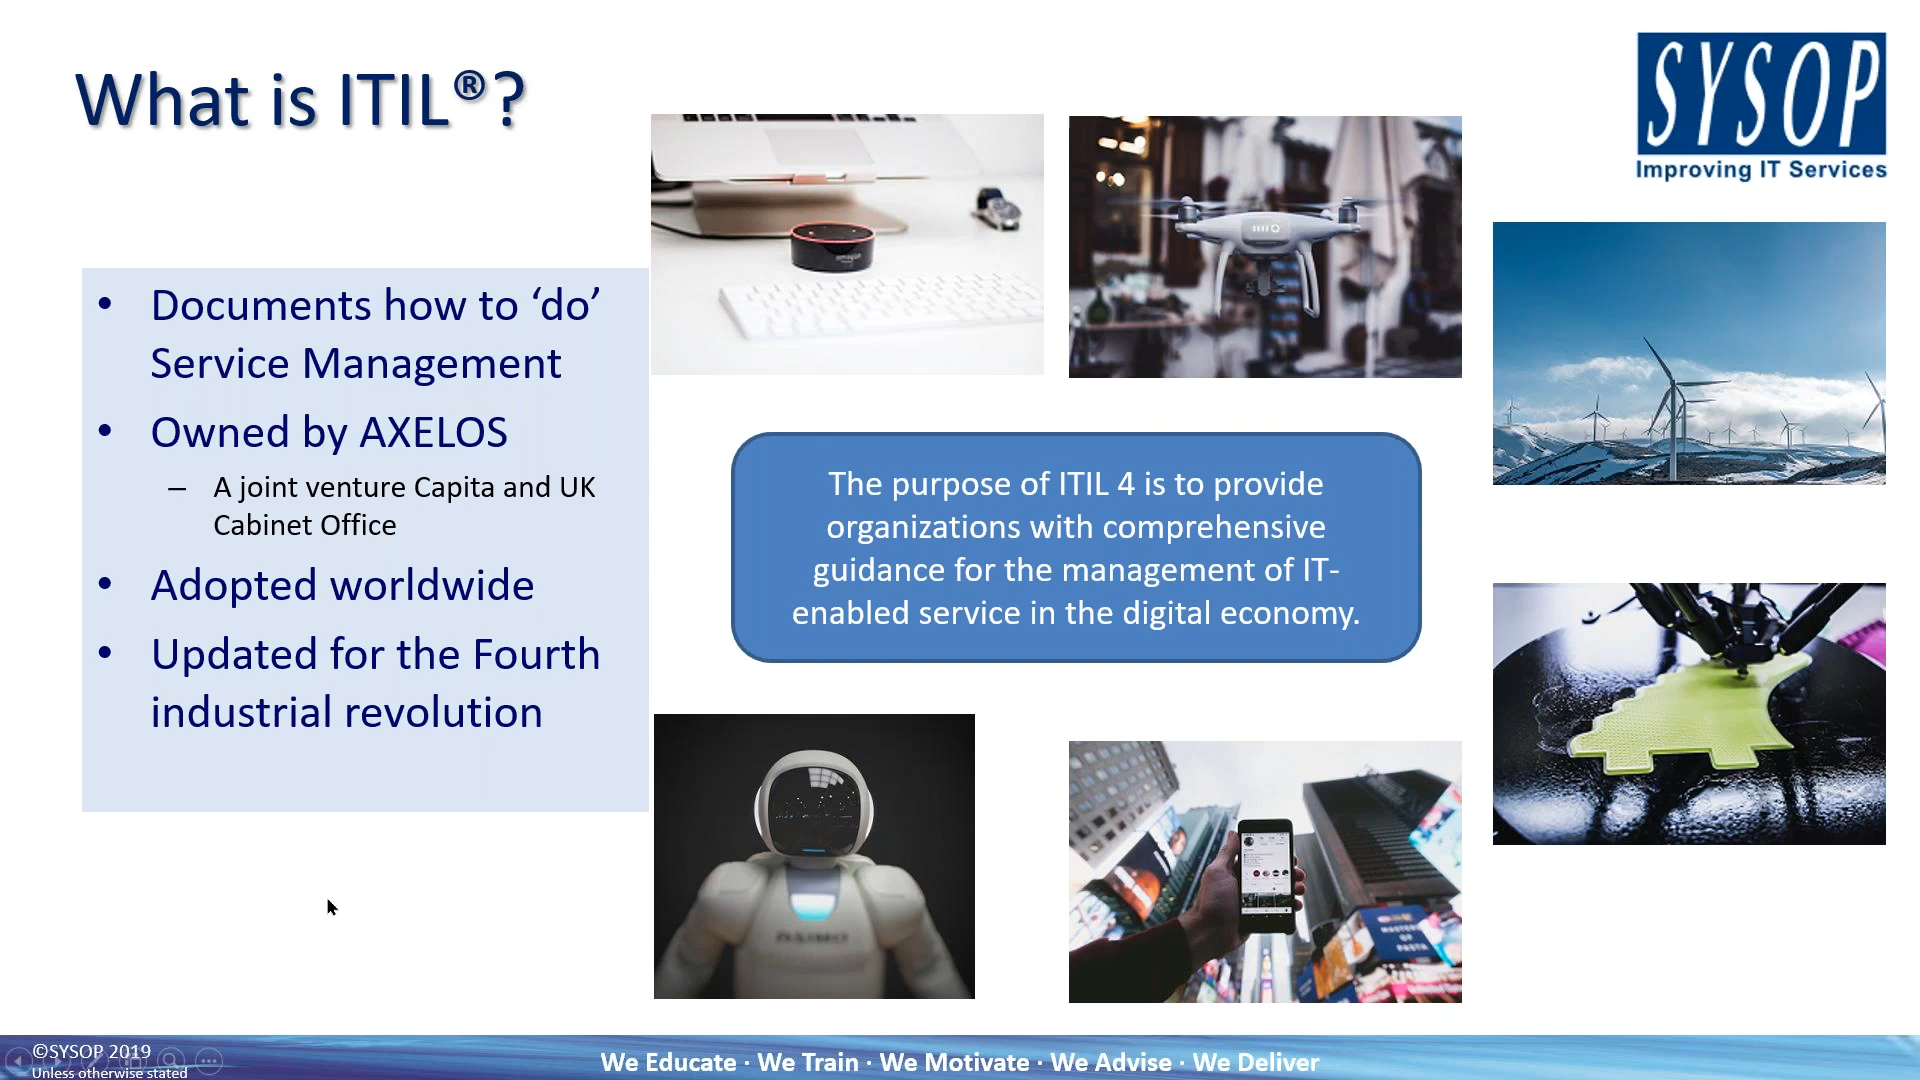 What is ITIL®?
SYSOP
Improving IT Services
• Documents how to ‘do’
Service Management
• Owned by AXELOS
– A joint venture Capita and UK
Cabinet Office
• Adopted worldwide
• Updated for the Fourth
industrial revolution
amazon
The purpose of ITIL 4 is to provide
organizations with comprehensive
guidance for the management of IT-
enabled service in the digital economy.
ASIMO
©SYSOP 2019
Unless otherwise stated
We Educate · We Train · We Motivate · We Advise · We Deliver